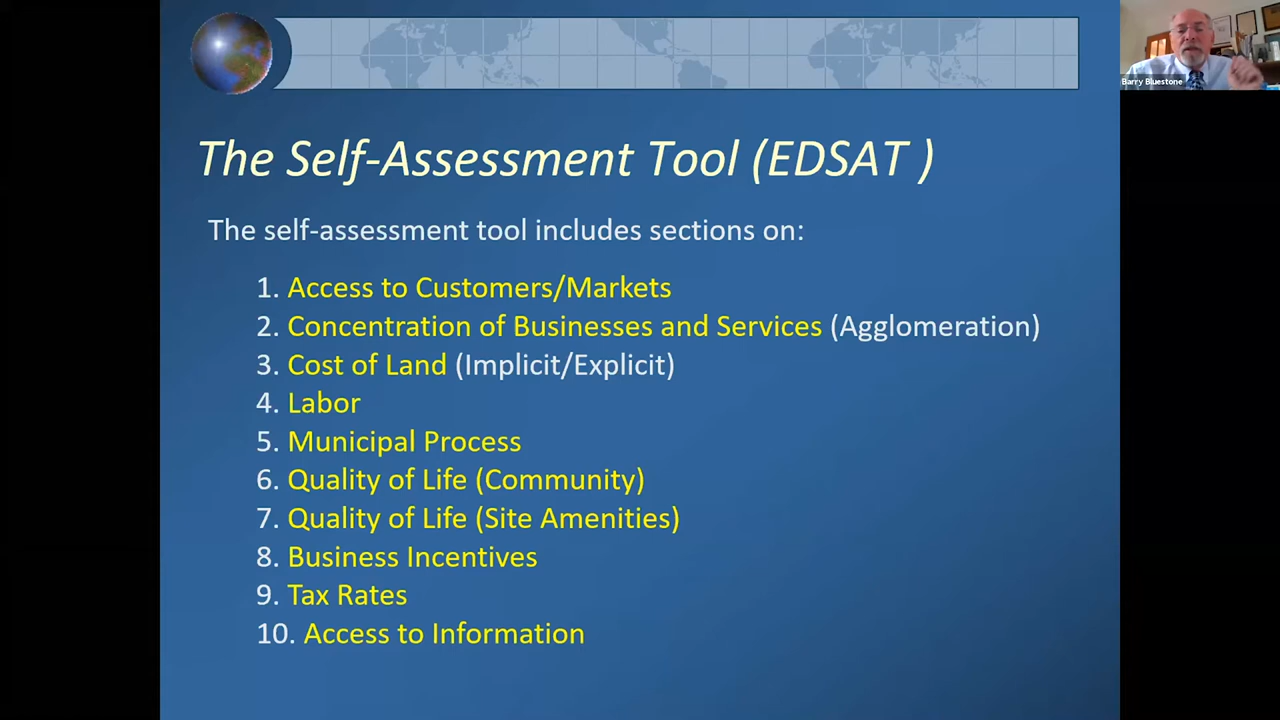 Barry Bluestone
The Self-Assessment Tool (EDSAT )
The self-assessment tool includes sections on:
1. Access to Customers/Markets
2. Concentration of Businesses and Services (Agglomeration)
3. Cost of Land (Implicit/Explicit)
4. Labor
5. Municipal Process
6. Quality of Life (Community)
7. Quality of Life (Site Amenities)
8. Business Incentives
9. Tax Rates
10. Access to Information